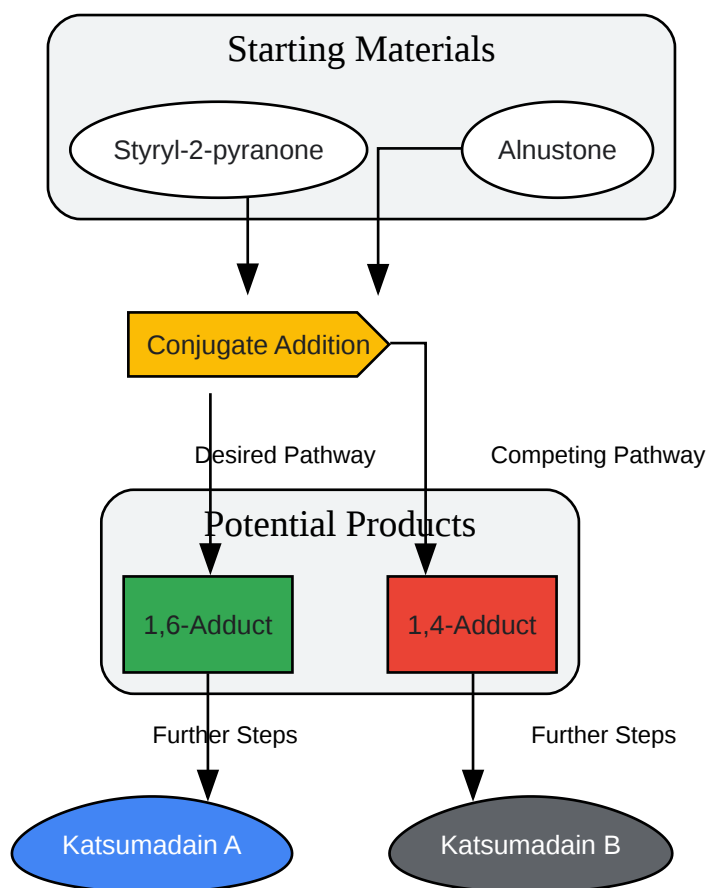 Starting Materials
Styryl-2-pyranone
Alnustone
Conjugate Addition
Desired Pathway
Competing Pathway
Potential Products
1,6-Adduct
1,4-Adduct
Further Steps
Further Steps
Katsumadain A
Katsumadain B